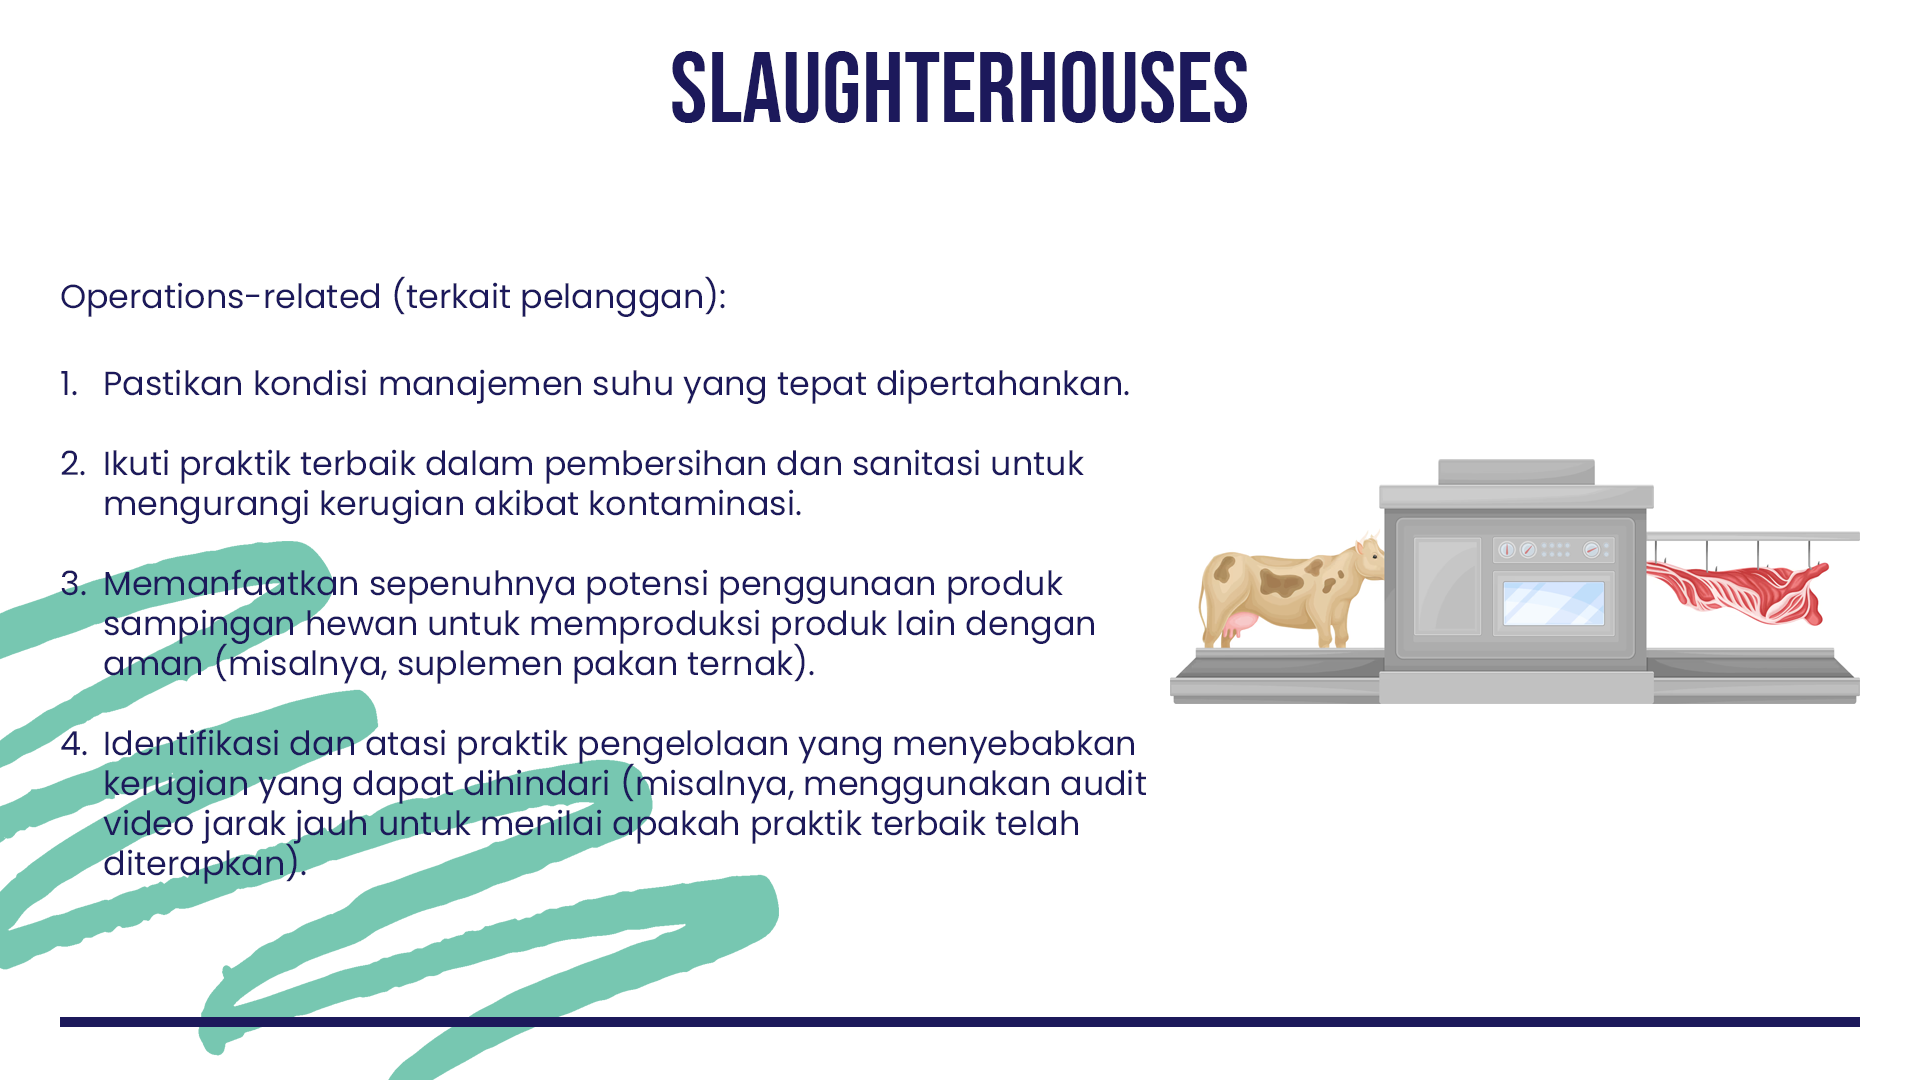 SLAUGHTERHOUSES
Operations-related (terkait pelanggan):
1. Pastikan kondisi manajemen suhu yang tepat dipertahankan.
2. Ikuti praktik terbaik dalam pembersihan dan sanitasi untuk
mengurangi kerugian akibat kontaminasi.
3. Memanfaatkan sepenuhnya potensi penggunaan produk
sampingan hewan untuk memproduksi produk lain dengan
aman (misalnya, suplemen pakan ternak).
4. Identifikasi dan atasi praktik pengelolaan yang menyebabkan
kerugian yang dapat dihindari (misalnya, menggunakan audit
video jarak jauh untuk menilai apakah praktik terbaik telah
diterapkan).